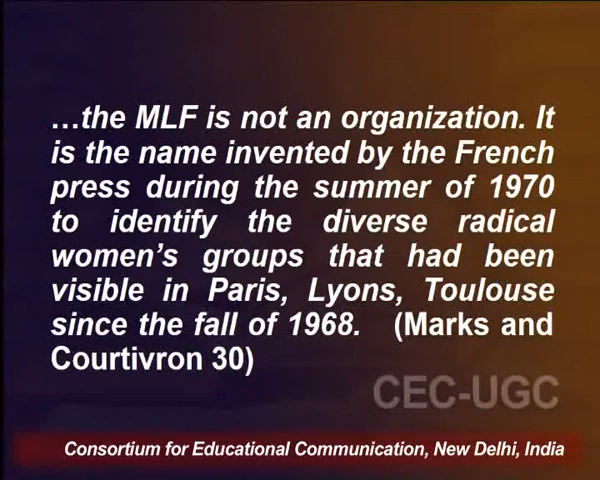 ...the MLF is not an organization. It
is the name invented by the French
press during the summer of 1970
to identify the diverse radical
women’s groups that had been
visible in Paris, Lyons, Toulouse
since the fall of 1968. (Marks and
Courtivron 30)
CEC-UGC
Consortium for Educational Communication, New Delhi, India